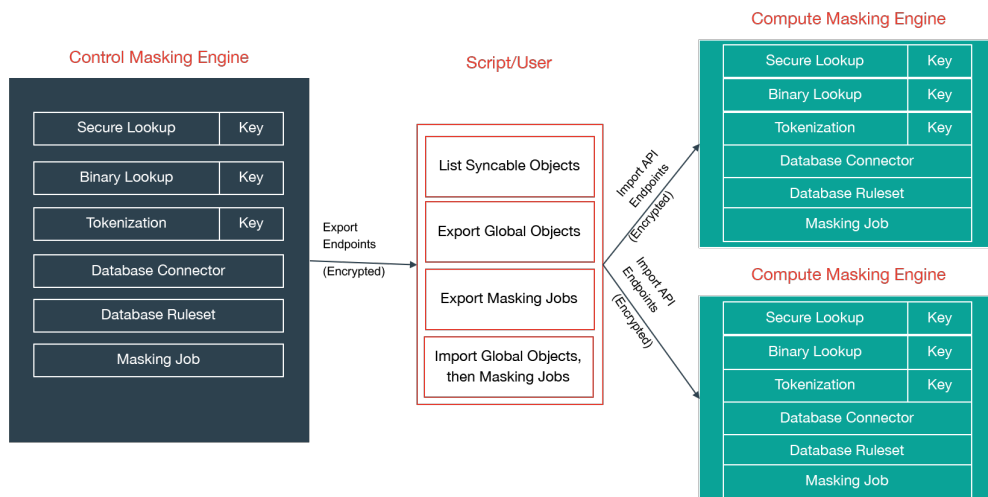 Control Masking Engine
Secure Lookup Key
Binary Lookup Key
Tokenization Key
Database Connector
Database Ruleset
Masking Job
Export
Endpoints
(Encrypted)
Script/User
List Syncable Objects
Export Global Objects
Export Masking Jobs
Import Global Objects,
then Masking Jobs
Import API
Endpoints
(Encrypted)
Import API
Endpoints
(Encrypted)
Compute Masking Engine
Secure Lookup Key
Binary Lookup Key
Tokenization Key
Database Connector
Database Ruleset
Masking Job
Compute Masking Engine
Secure Lookup Key
Binary Lookup Key
Tokenization Key
Database Connector
Database Ruleset
Masking Job